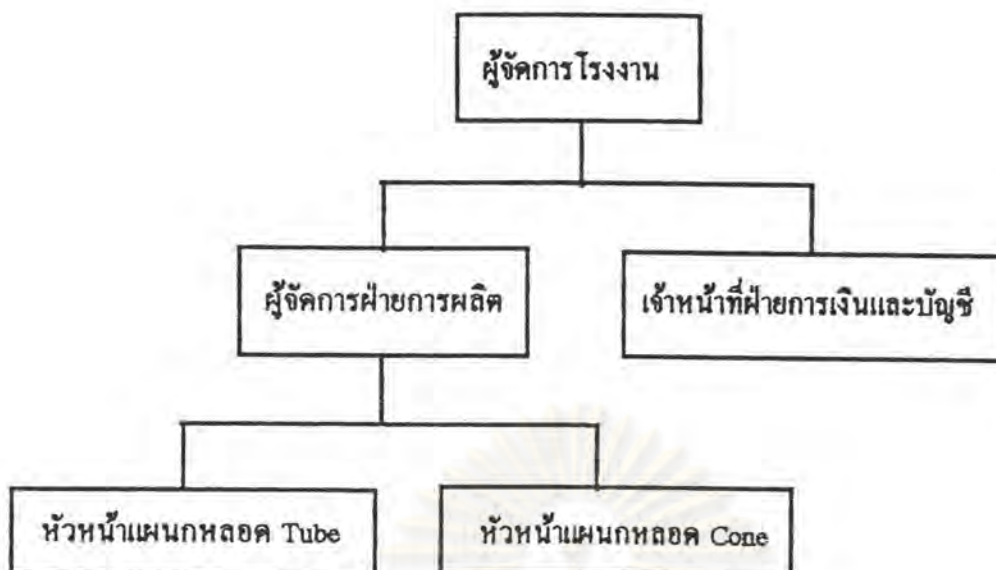 ผู้จัดการโรงงาน
ผู้จัดการฝ่ายการผลิต
เจ้าหน้าที่ฝ่ายการเงินและบัญชี
หัวหน้าแผนกหลอด Tube
หัวหน้าแผนกหลอด Cone